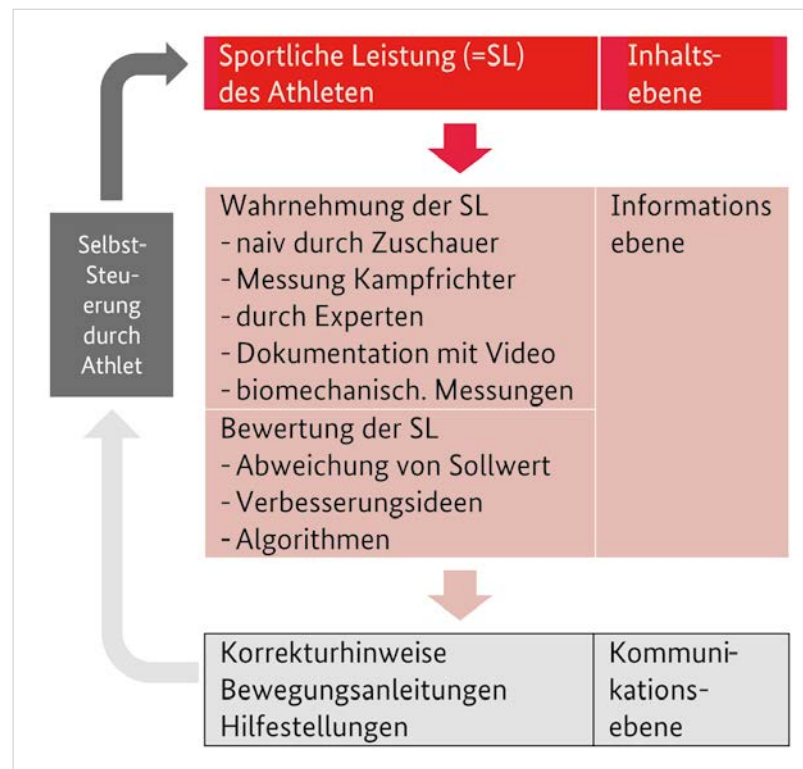 Sportliche Leistung (=SL)
des Athleten
Inhalts-
ebene
Wahrnehmung der SL
- naiv durch Zuschauer
- Messung Kampfrichter
- durch Experten
- Dokumentation mit Video
- biomechanisch. Messungen
Informations
ebene
Bewertung der SL
- Abweichung von Sollwert
- Verbesserungsideen
- Algorithmen
Korrekturhinweise
Bewegungsanleitungen
Hilfestellungen
Kommuni-
kations-
ebene
Selbst-
Steu-
erung
durch
Athlet